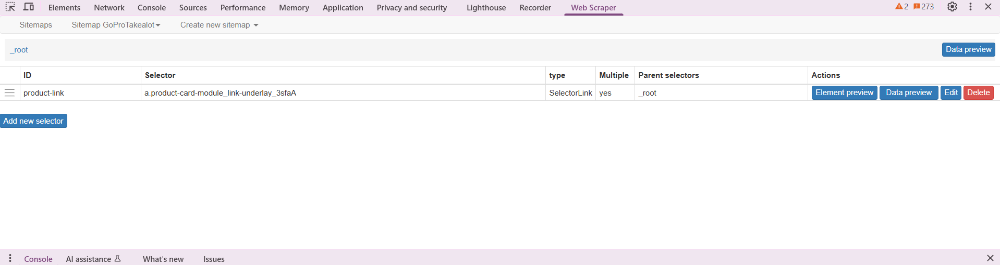 Elements Network Console Sources Performance Memory Application Privacy and security Lighthouse Recorder Web Scraper 2 273
Sitemaps Sitemap GoProTakealot Create new sitemap
_root Data preview
ID Selector type Multiple Parent selectors Actions
product-link a.product-card-module_link-underlay_3sfaA SelectorLink yes _root Element preview Data preview Edit Delete
Add new selector
Console AI assistance What's new Issues